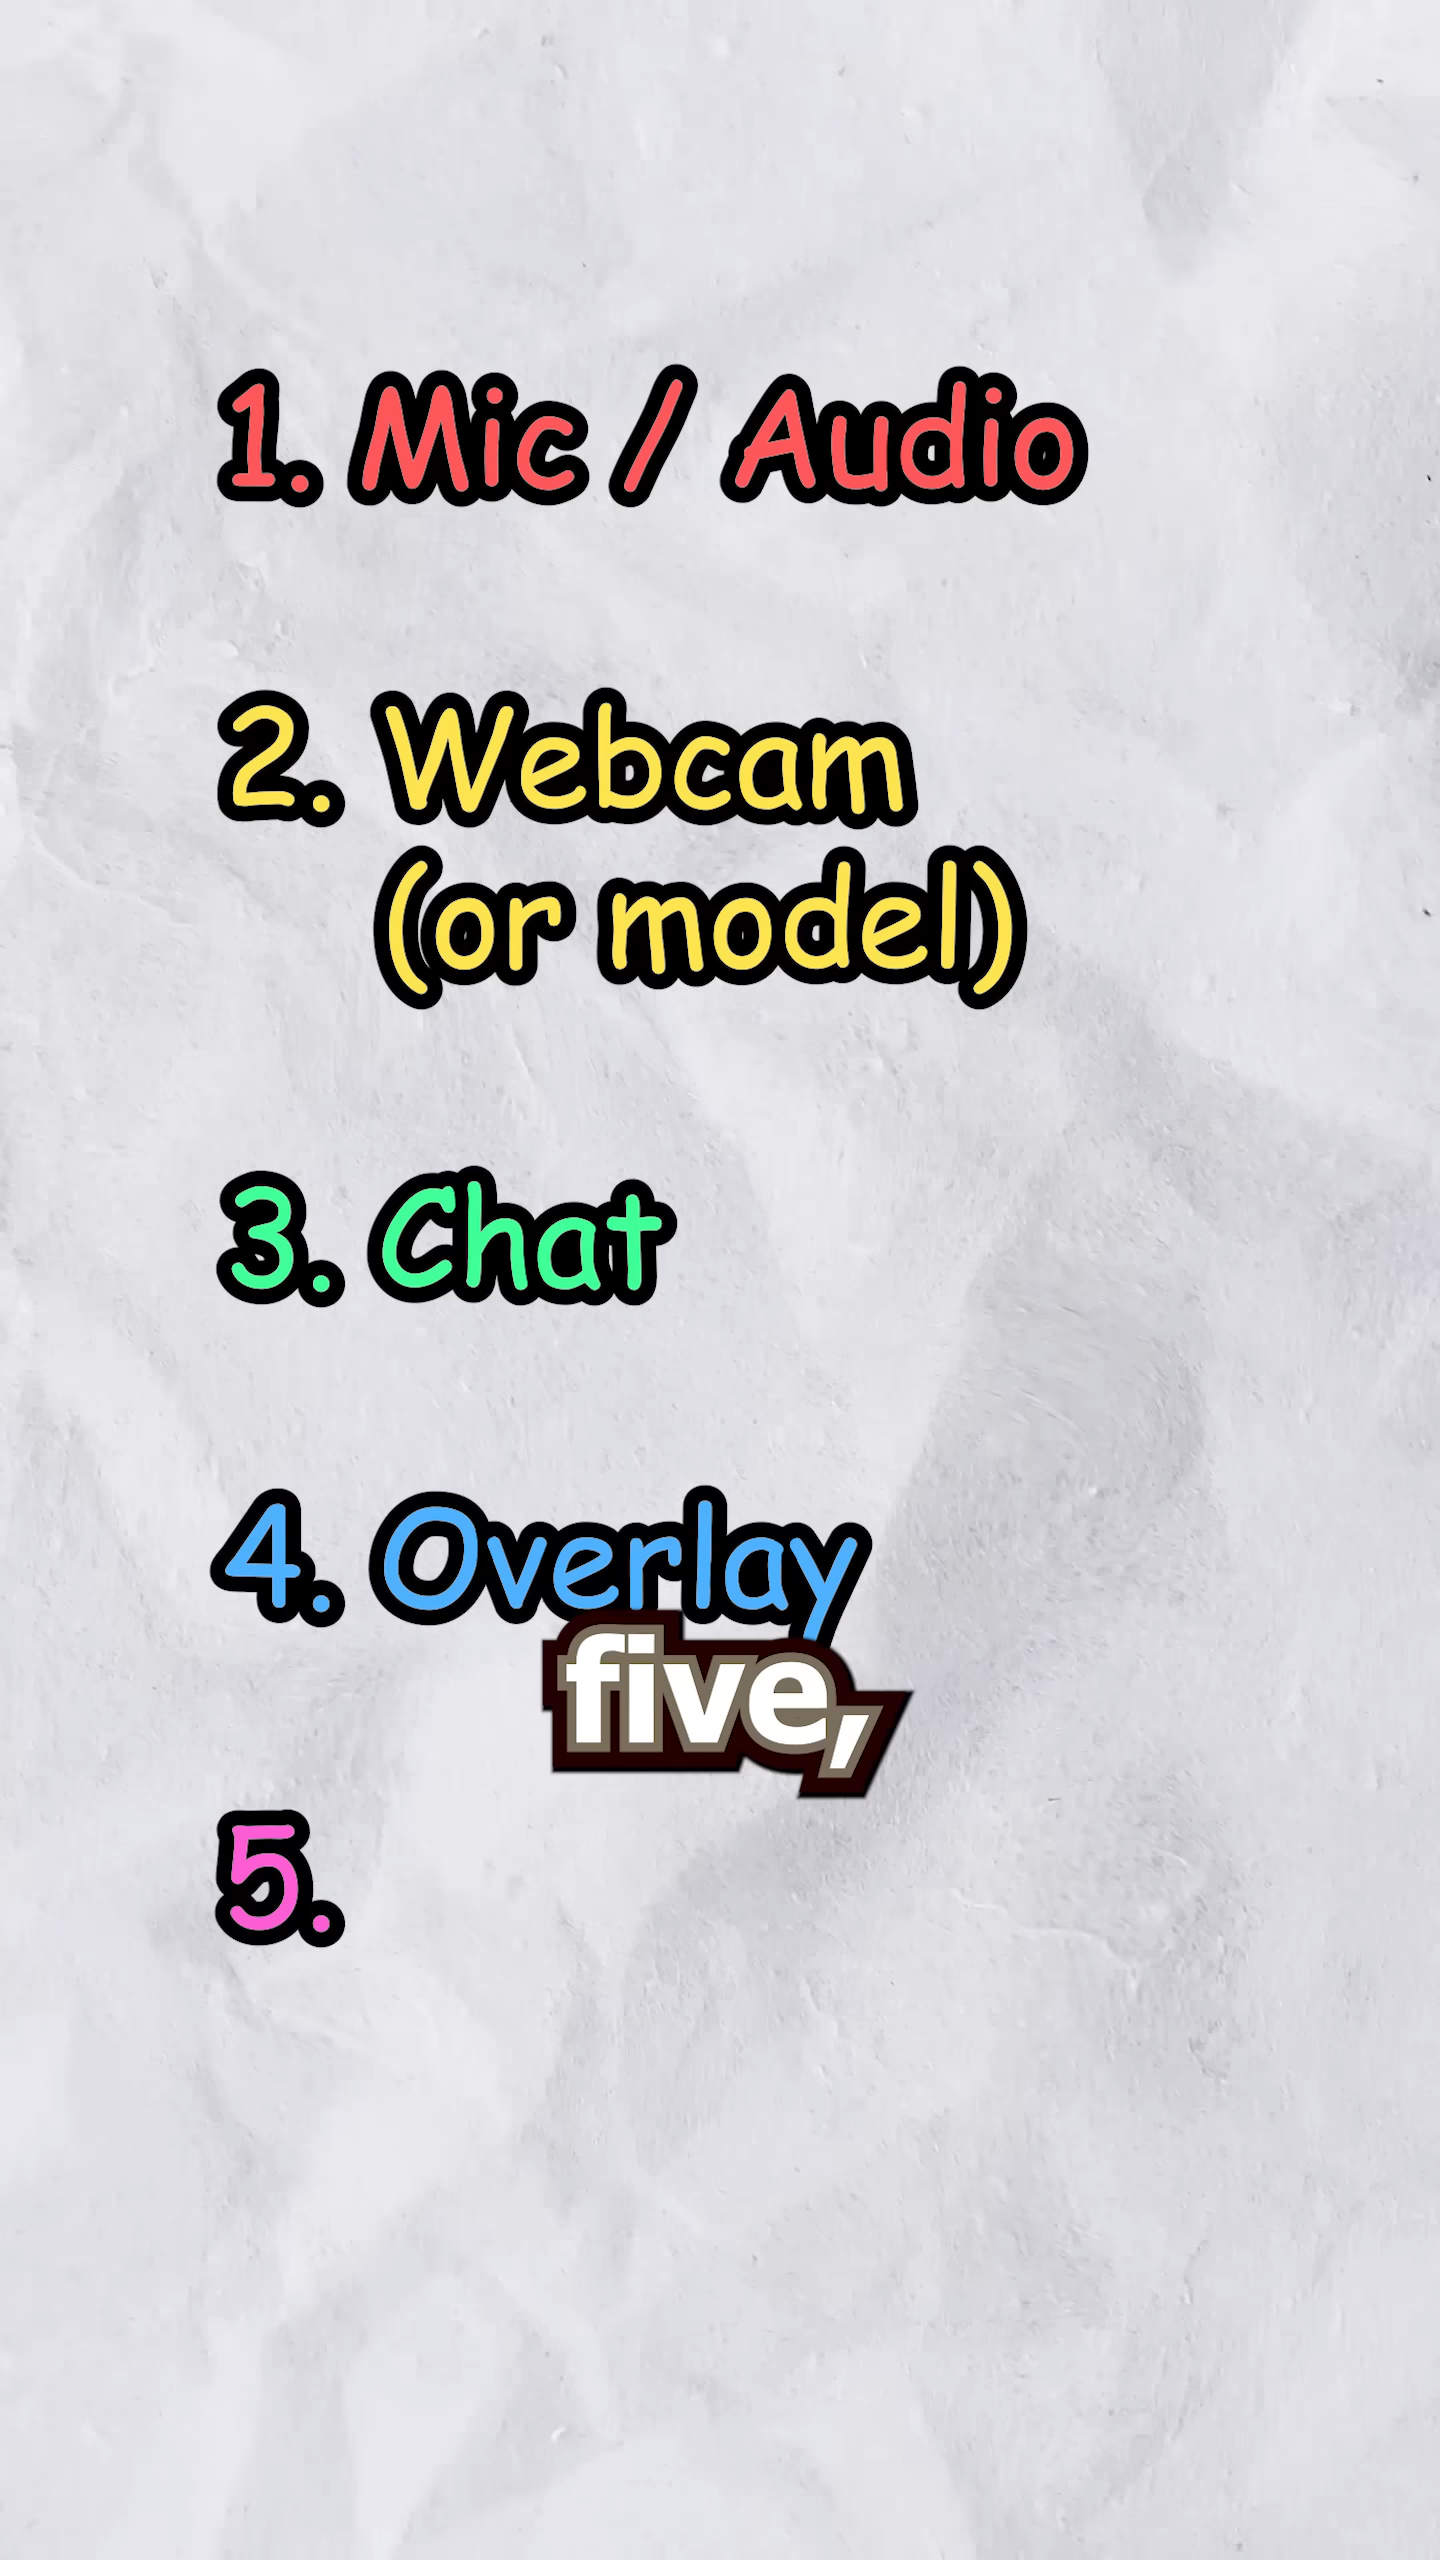 1. Mic / Audio
2. Webcam
(or model)
3. Chat
4. Overlay
five,
5.